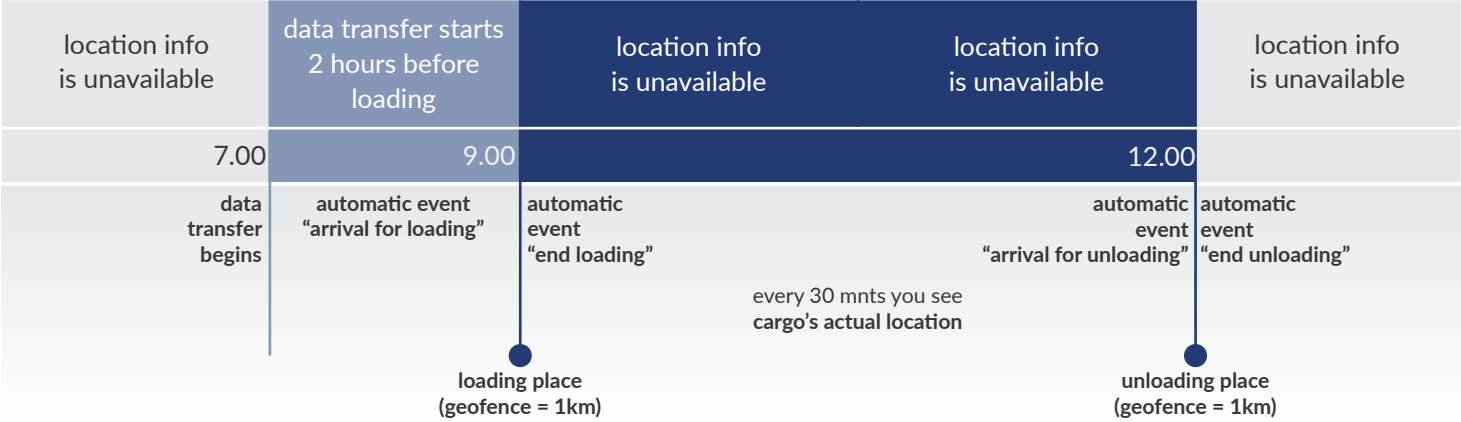 location info
is unavailable
data transfer starts
2 hours before
loading
location info
is unavailable
location info
is unavailable
location info
is unavailable
7.00
9.00
12.00
data
transfer
begins
automatic event
“arrival for loading”
automatic
event
“end loading”
automatic
event
“arrival for unloading”
automatic
event
“end unloading”
every 30 mnts you see
cargo’s actual location
loading place
(geofence = 1km)
unloading place
(geofence = 1km)